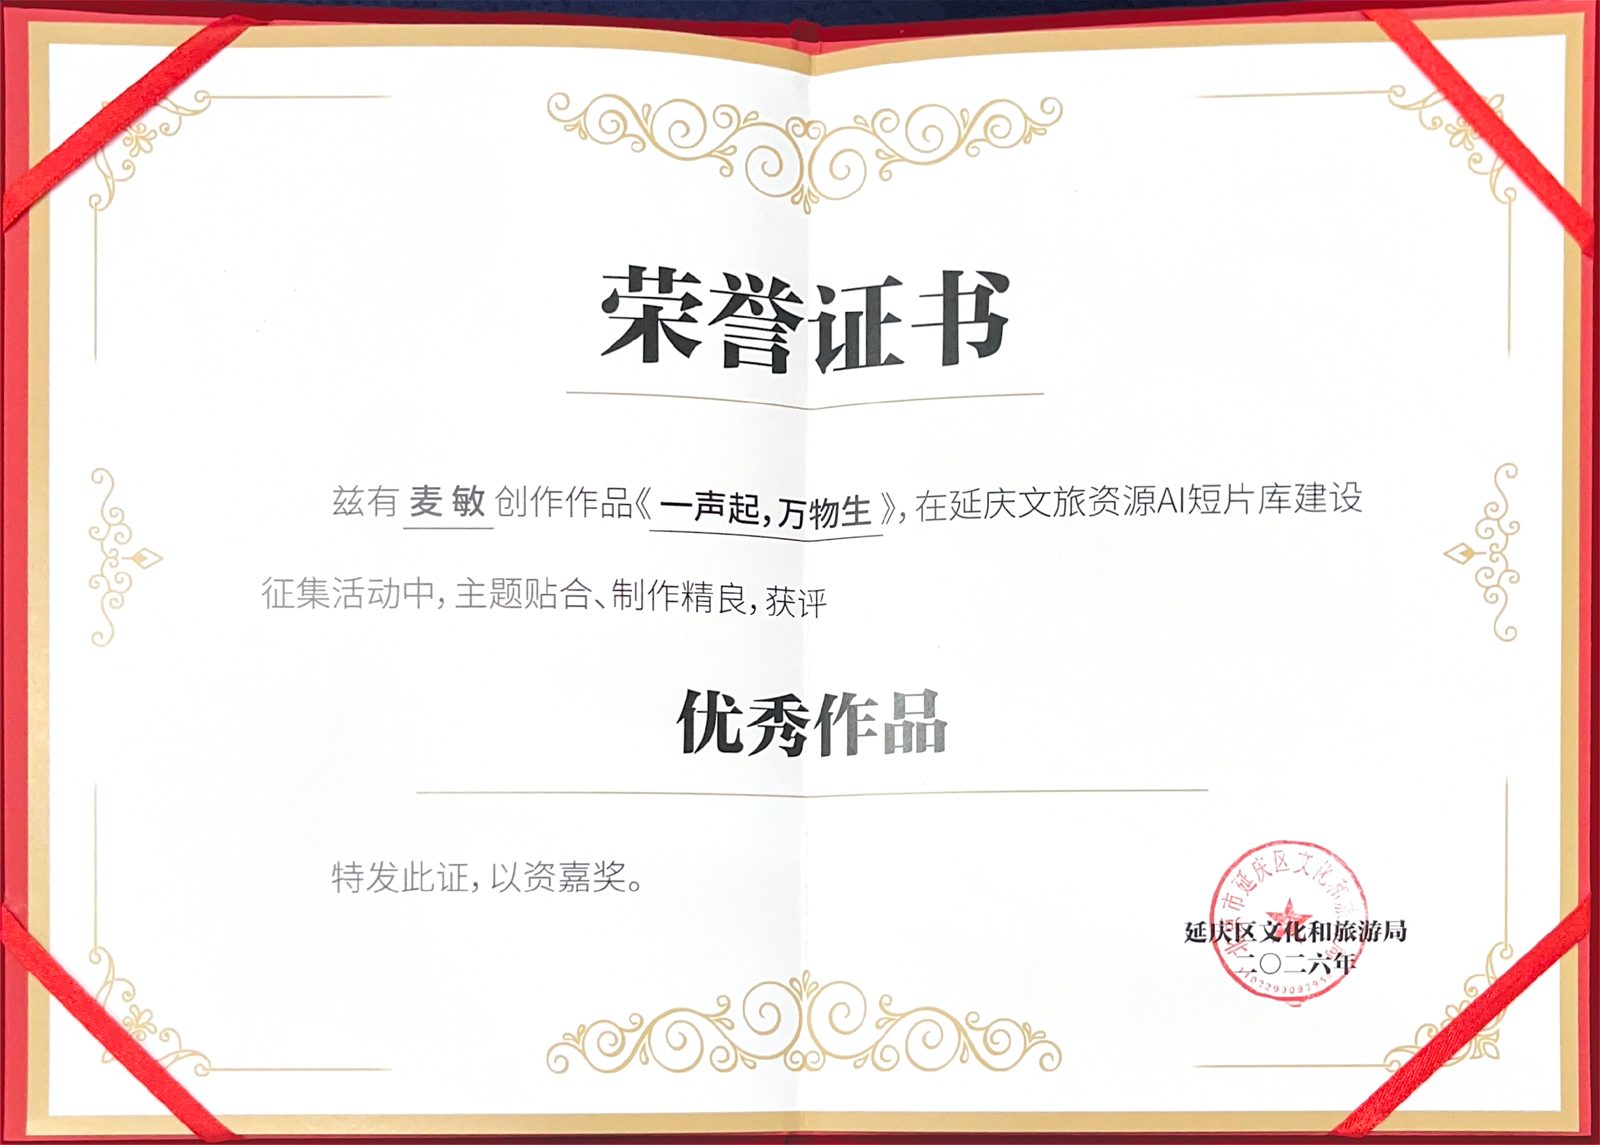 荣誉证书
兹有 麦敏 创作作品《一声起，万物生》，在延庆文旅资源AI短片库建设
征集活动中，主题贴合、制作精良，获评
优秀作品
特发此证，以资嘉奖。
延庆区文化和旅游局
二〇二六年